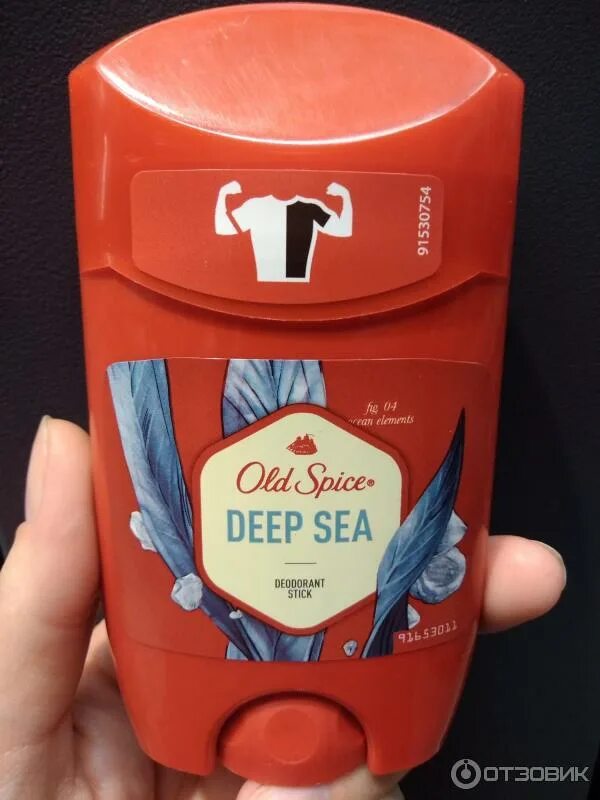 91530754
fig. 04
ocean elements
Old Spice®
DEEP SEA
DEODORANT
STICK
91653011
ОТЗОВИК